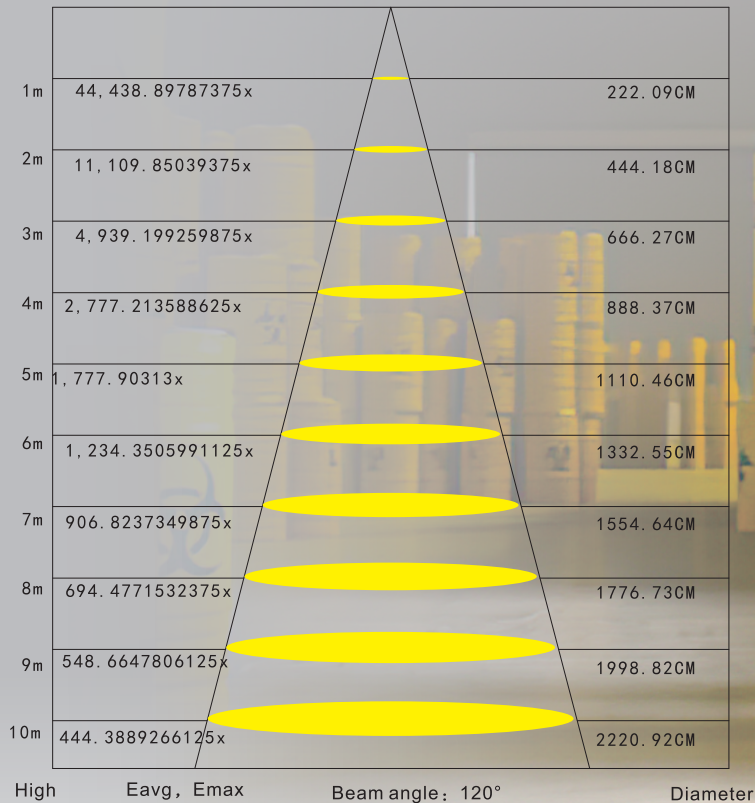 1m 44,438.89787375x 222.09CM
2m 11,109.85039375x 444.18CM
3m 4,939.199259875x 666.27CM
4m 2,777.213588625x 888.37CM
5m 1,777.90313x 1110.46CM
6m 1,234.3505991125x 1332.55CM
7m 906.8237349875x 1554.64CM
8m 694.4771532375x 1776.73CM
9m 548.6647806125x 1998.82CM
10m 444.3889266125x 2220.92CM
High Eavg, Emax Beam angle: 120° Diameter